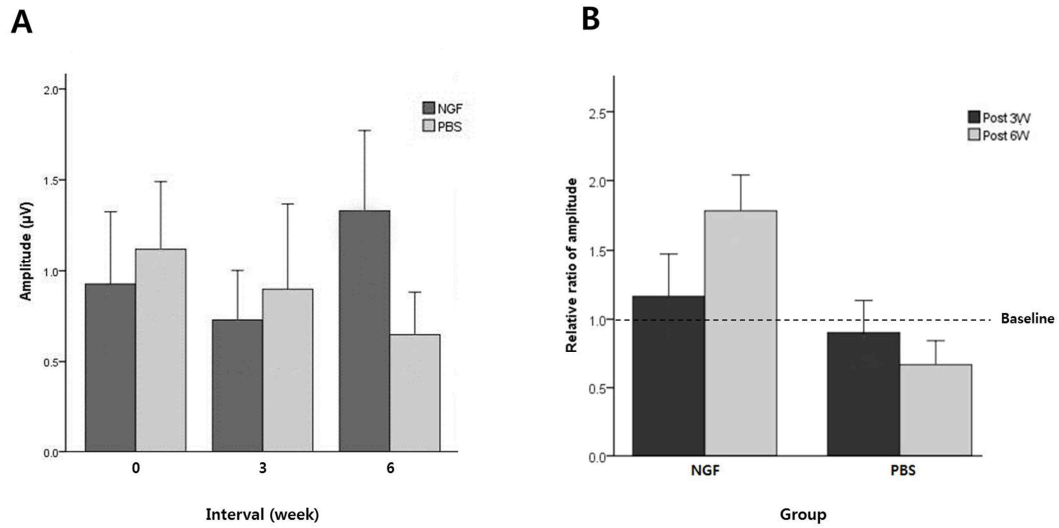 A
2.0
1.5
1.0
0.5
0.0
Amplitude (μV)
NGF
PBS
0 3 6
Interval (week)
B
2.5
2.0
1.5
1.0
0.5
0.0
Relative ratio of amplitude
Post 3W
Post 6W
Baseline
NGF PBS
Group